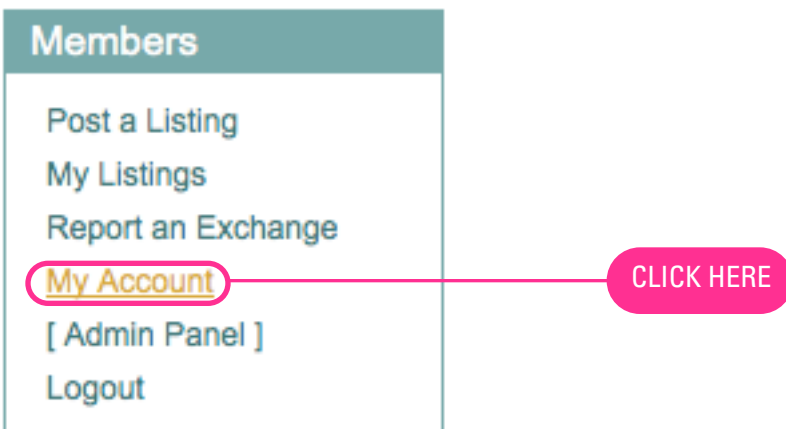 Members
Post a Listing
My Listings
Report an Exchange
My Account
CLICK HERE
[ Admin Panel ]
Logout